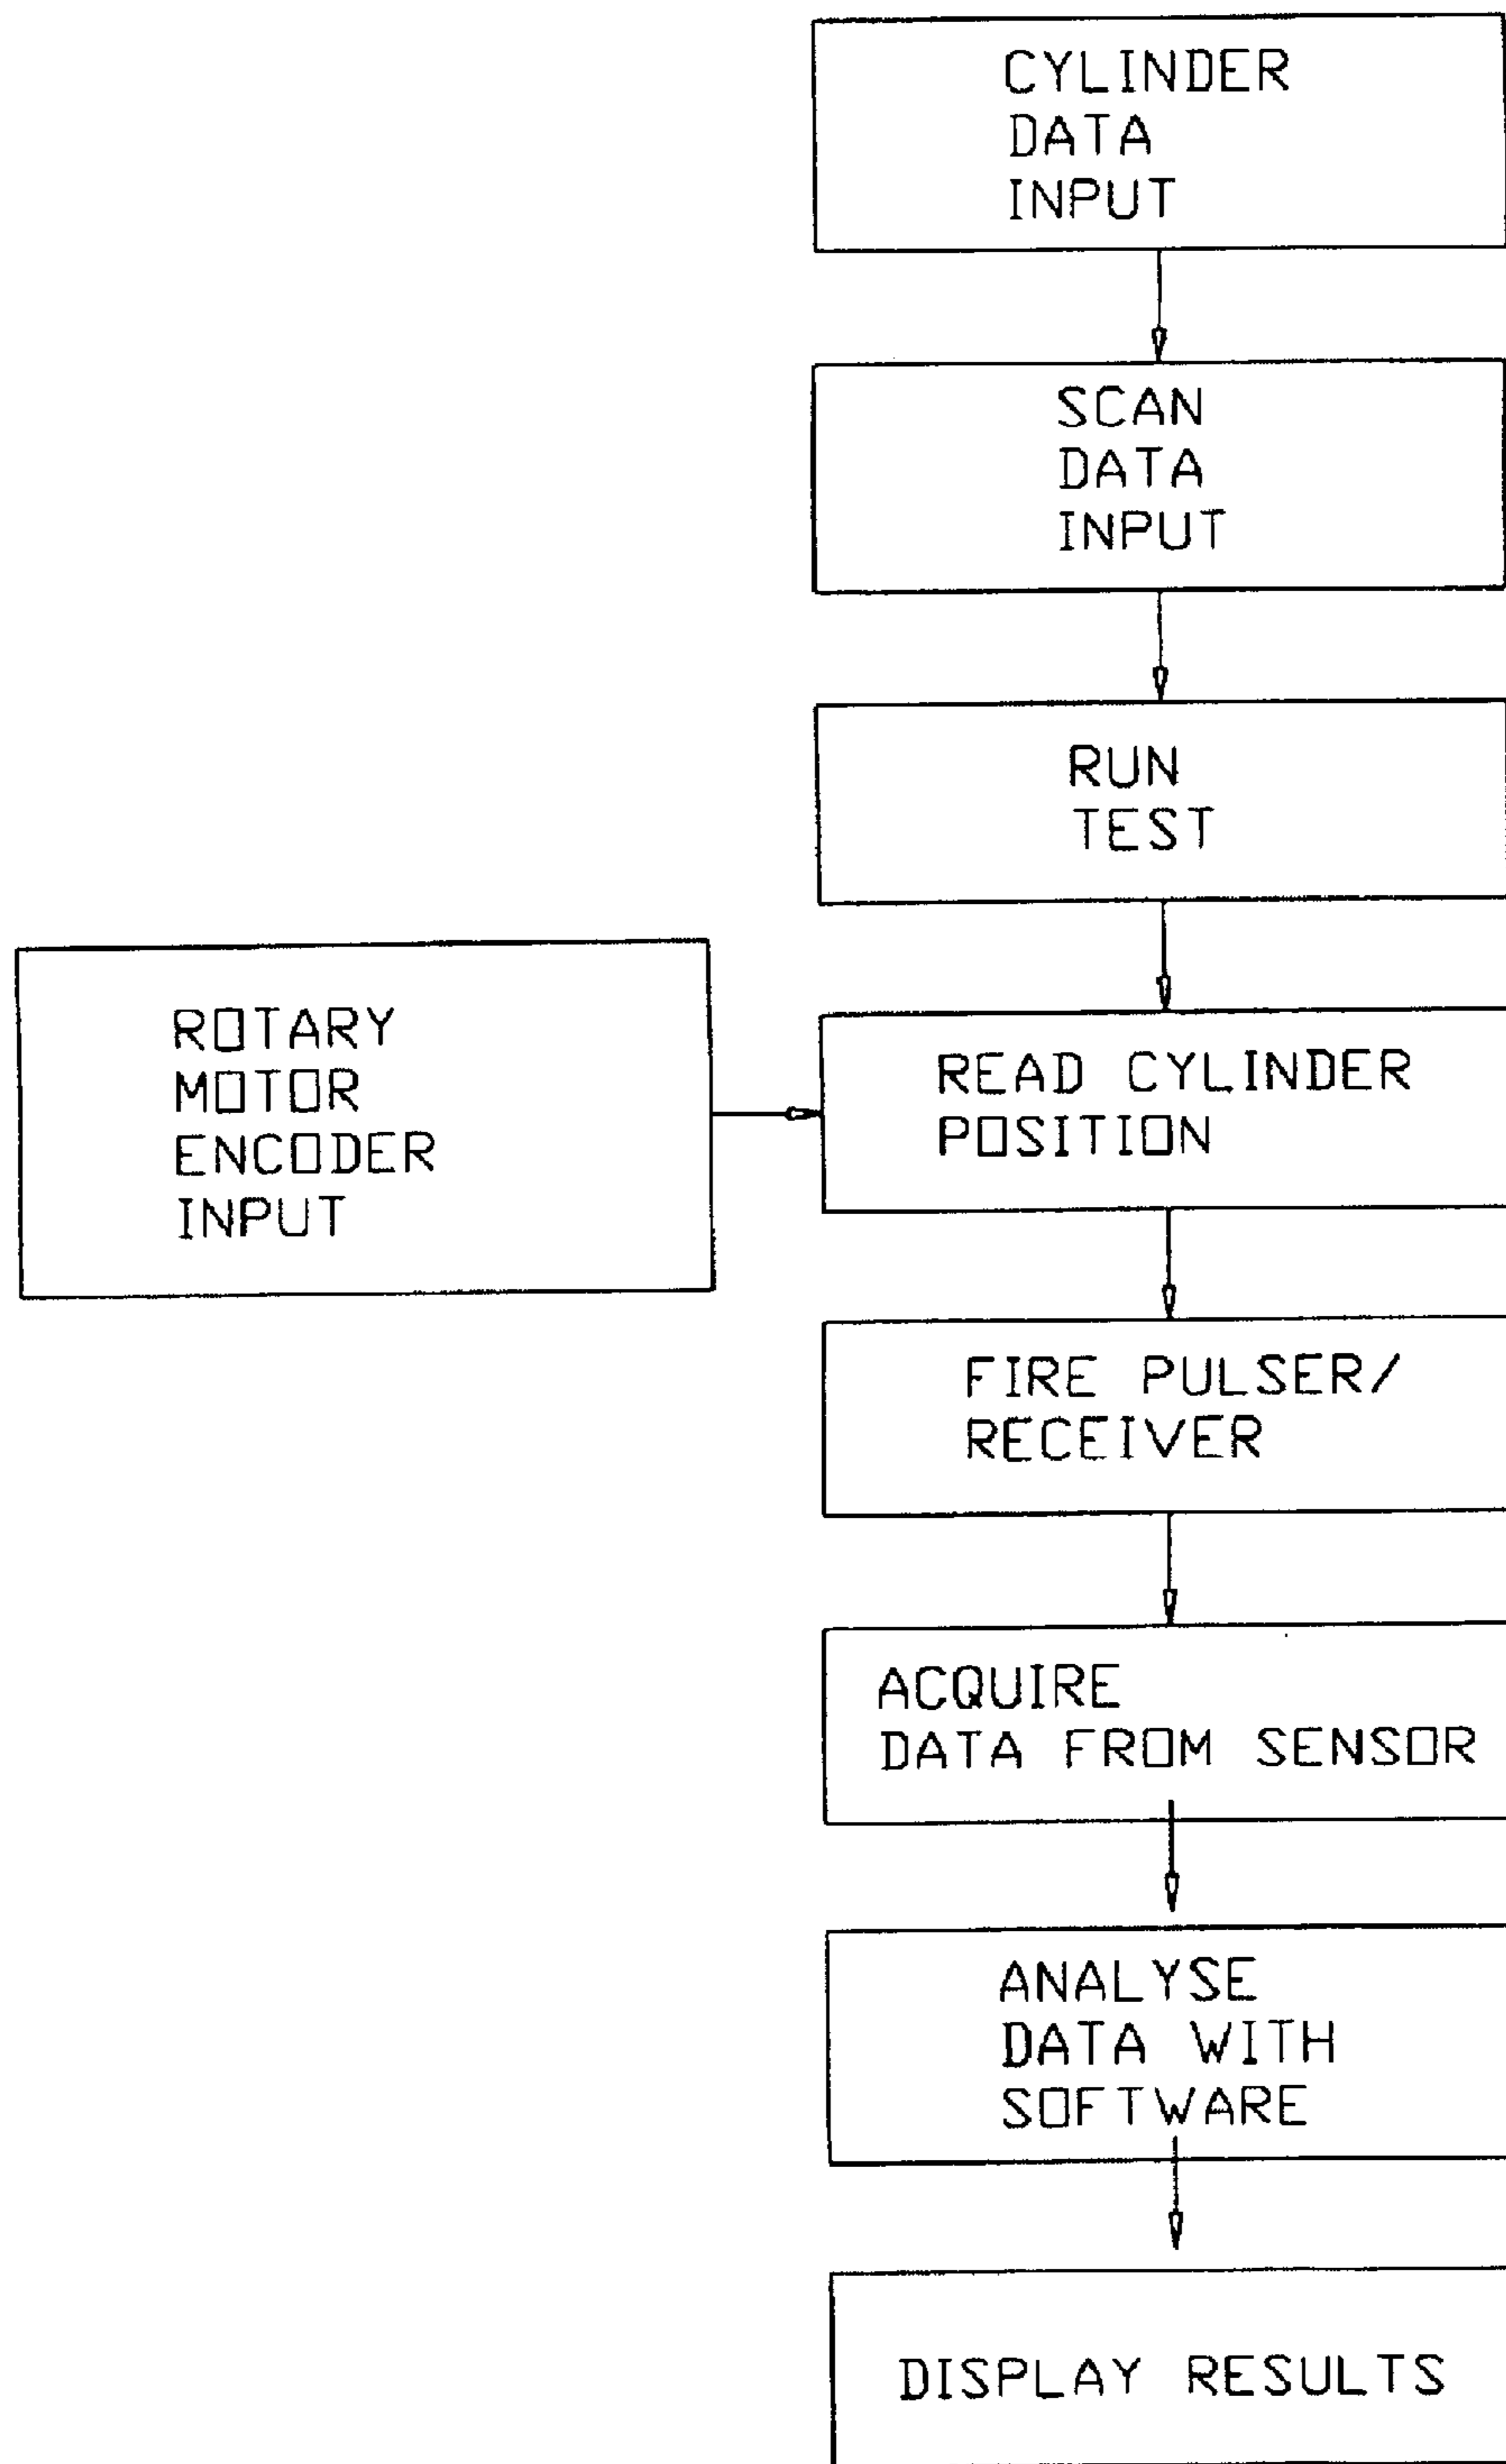 CYLINDER
DATA
INPUT
SCAN
DATA
INPUT
RUN
TEST
ROTARY
MOTOR
ENCODER
INPUT
READ CYLINDER
POSITION
FIRE PULSER/
RECEIVER
ACQUIRE
DATA FROM SENSOR
ANALYSE
DATA WITH
SOFTWARE
DISPLAY RESULTS